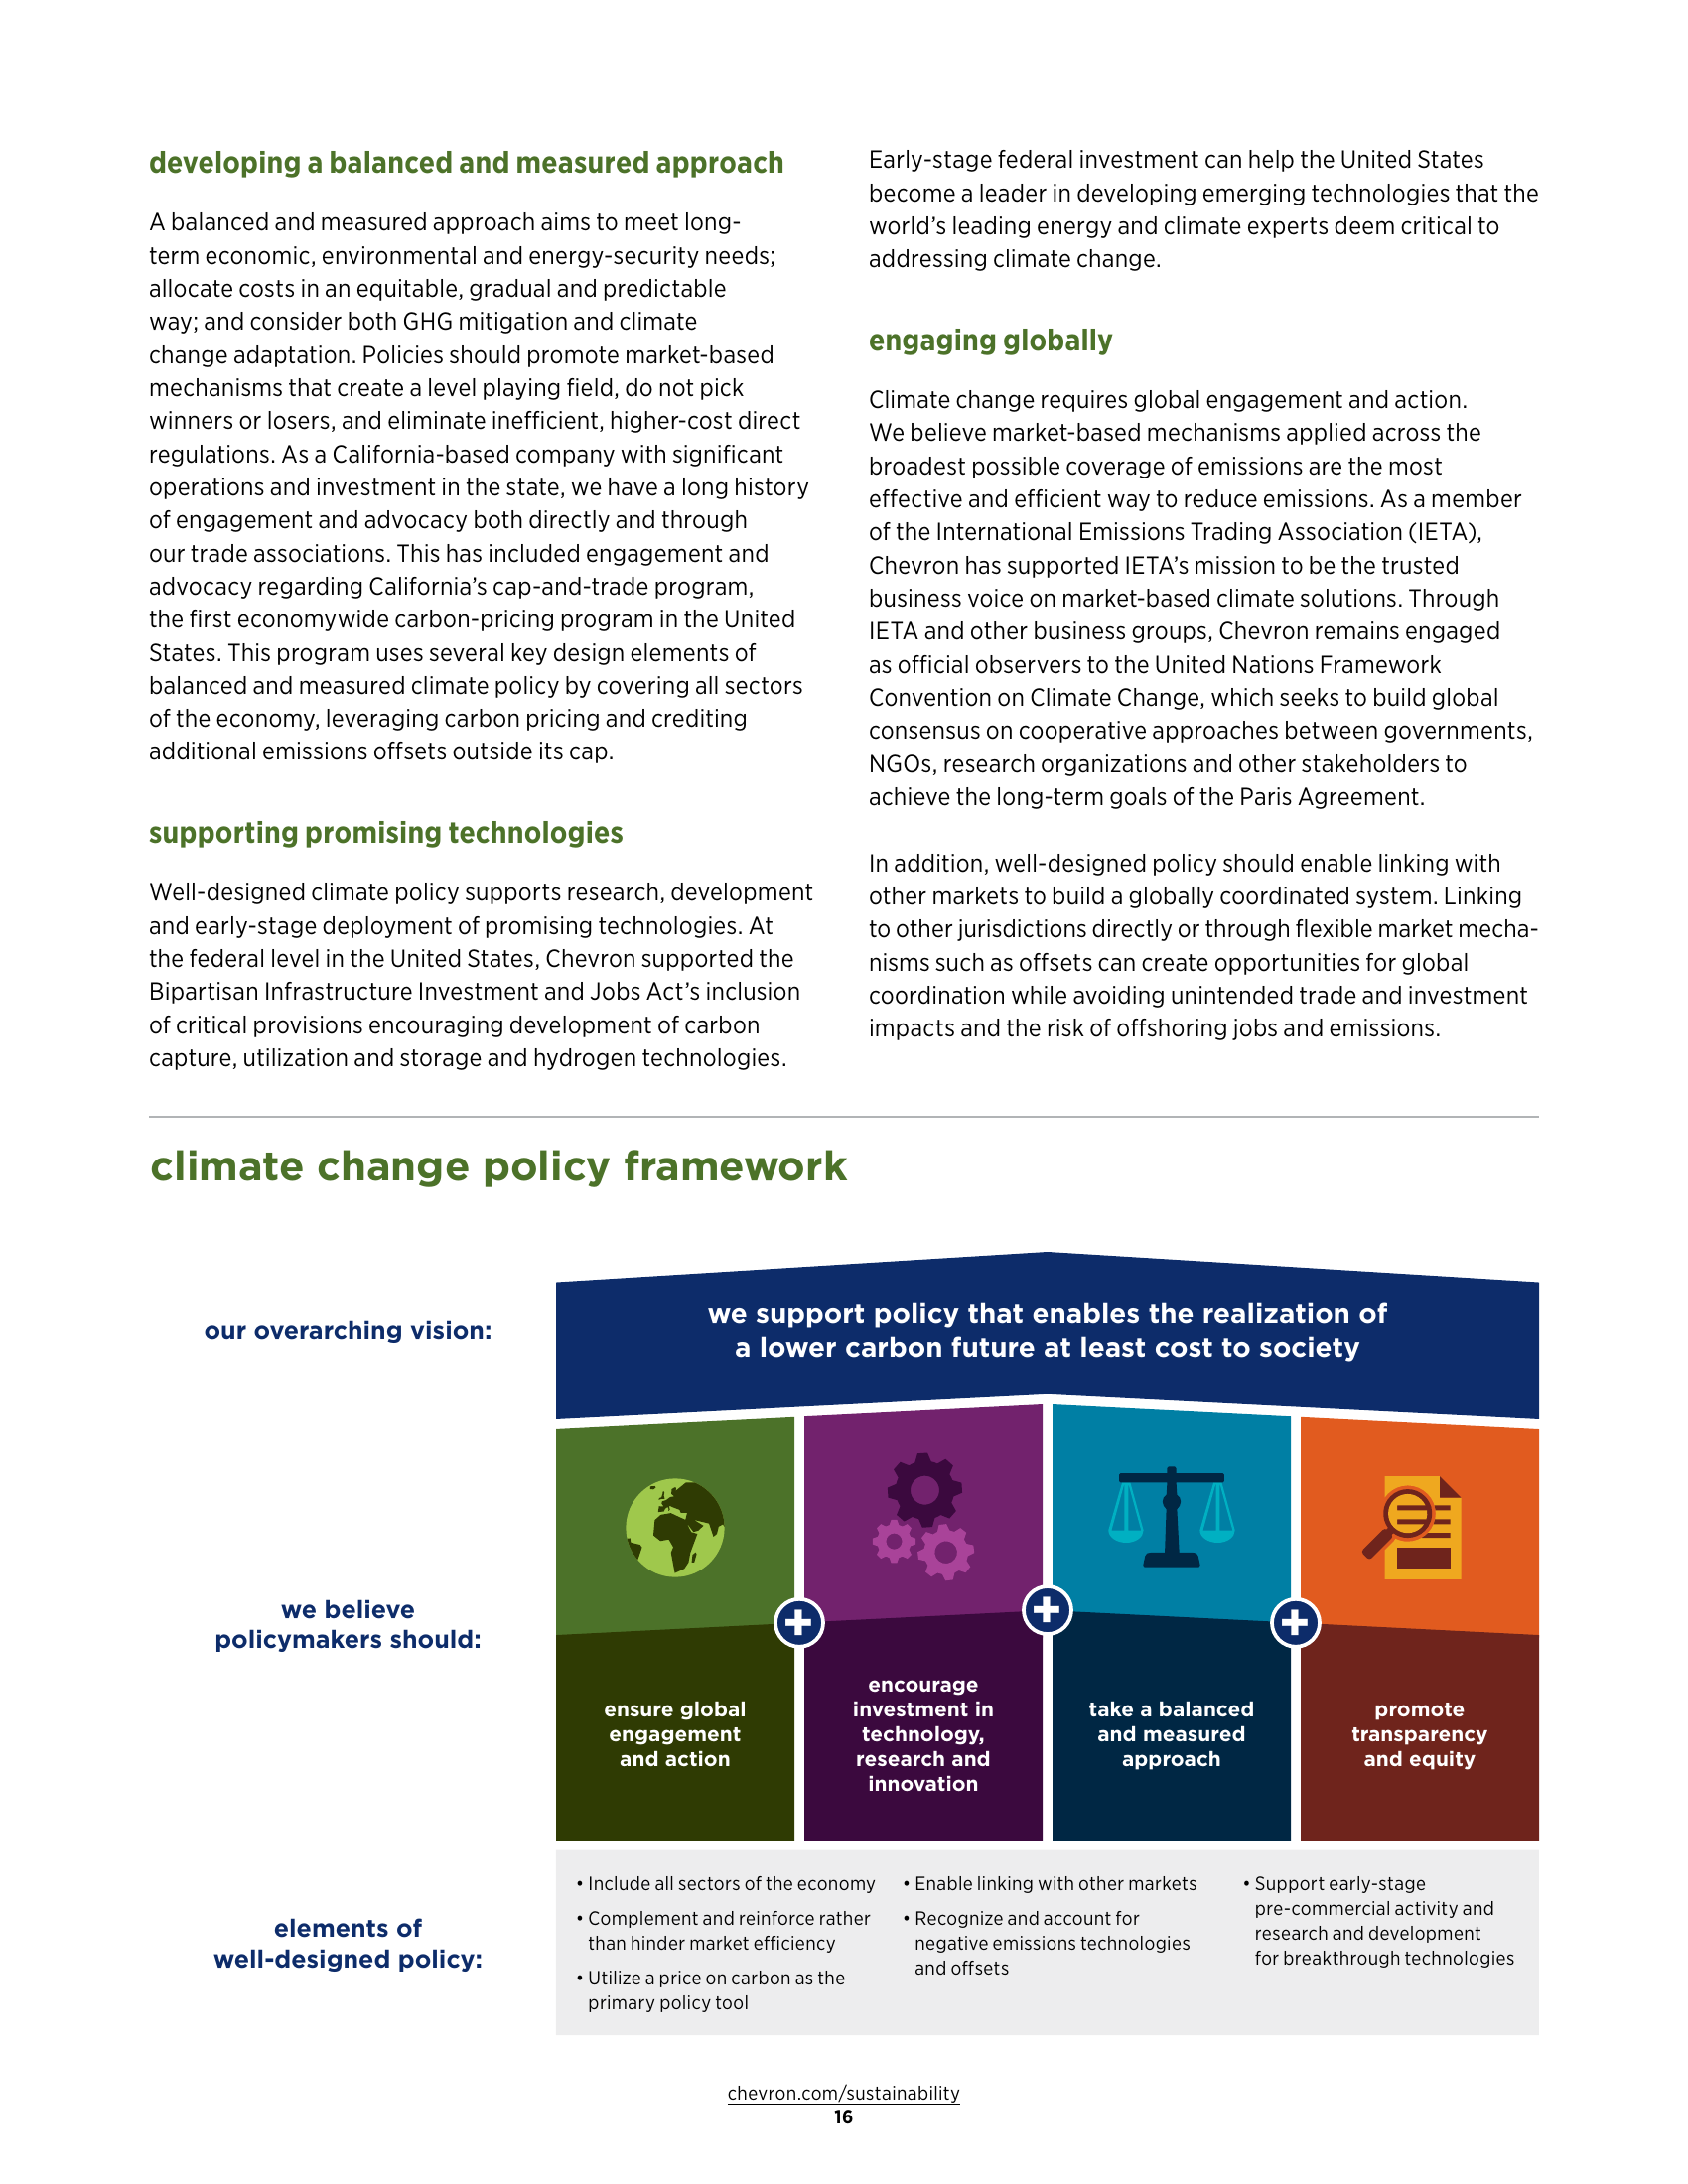 developing a balanced and measured approach
A balanced and measured approach aims to meet long-
term economic, environmental and energy-security needs;
allocate costs in an equitable, gradual and predictable
way; and consider both GHG mitigation and climate
change adaptation. Policies should promote market-based
mechanisms that create a level playing field, do not pick
winners or losers, and eliminate inefficient, higher-cost direct
regulations. As a California-based company with significant
operations and investment in the state, we have a long history
of engagement and advocacy both directly and through
our trade associations. This has included engagement and
advocacy regarding California’s cap-and-trade program,
the first economywide carbon-pricing program in the United
States. This program uses several key design elements of
balanced and measured climate policy by covering all sectors
of the economy, leveraging carbon pricing and crediting
additional emissions offsets outside its cap.
supporting promising technologies
Well-designed climate policy supports research, development
and early-stage deployment of promising technologies. At
the federal level in the United States, Chevron supported the
Bipartisan Infrastructure Investment and Jobs Act’s inclusion
of critical provisions encouraging development of carbon
capture, utilization and storage and hydrogen technologies.
Early-stage federal investment can help the United States
become a leader in developing emerging technologies that the
world’s leading energy and climate experts deem critical to
addressing climate change.
engaging globally
Climate change requires global engagement and action.
We believe market-based mechanisms applied across the
broadest possible coverage of emissions are the most
effective and efficient way to reduce emissions. As a member
of the International Emissions Trading Association (IETA),
Chevron has supported IETA’s mission to be the trusted
business voice on market-based climate solutions. Through
IETA and other business groups, Chevron remains engaged
as official observers to the United Nations Framework
Convention on Climate Change, which seeks to build global
consensus on cooperative approaches between governments,
NGOs, research organizations and other stakeholders to
achieve the long-term goals of the Paris Agreement.
In addition, well-designed policy should enable linking with
other markets to build a globally coordinated system. Linking
to other jurisdictions directly or through flexible market mecha-
nisms such as offsets can create opportunities for global
coordination while avoiding unintended trade and investment
impacts and the risk of offshoring jobs and emissions.
climate change policy framework
our overarching vision:
we support policy that enables the realization of
a lower carbon future at least cost to society
we believe
policymakers should:
ensure global
engagement
and action
encourage
investment in
technology,
research and
innovation
take a balanced
and measured
approach
promote
transparency
and equity
elements of
well-designed policy:
• Include all sectors of the economy
• Complement and reinforce rather
than hinder market efficiency
• Utilize a price on carbon as the
primary policy tool
• Enable linking with other markets
• Recognize and account for
negative emissions technologies
and offsets
• Support early-stage
pre-commercial activity and
research and development
for breakthrough technologies
chevron.com/sustainability
16